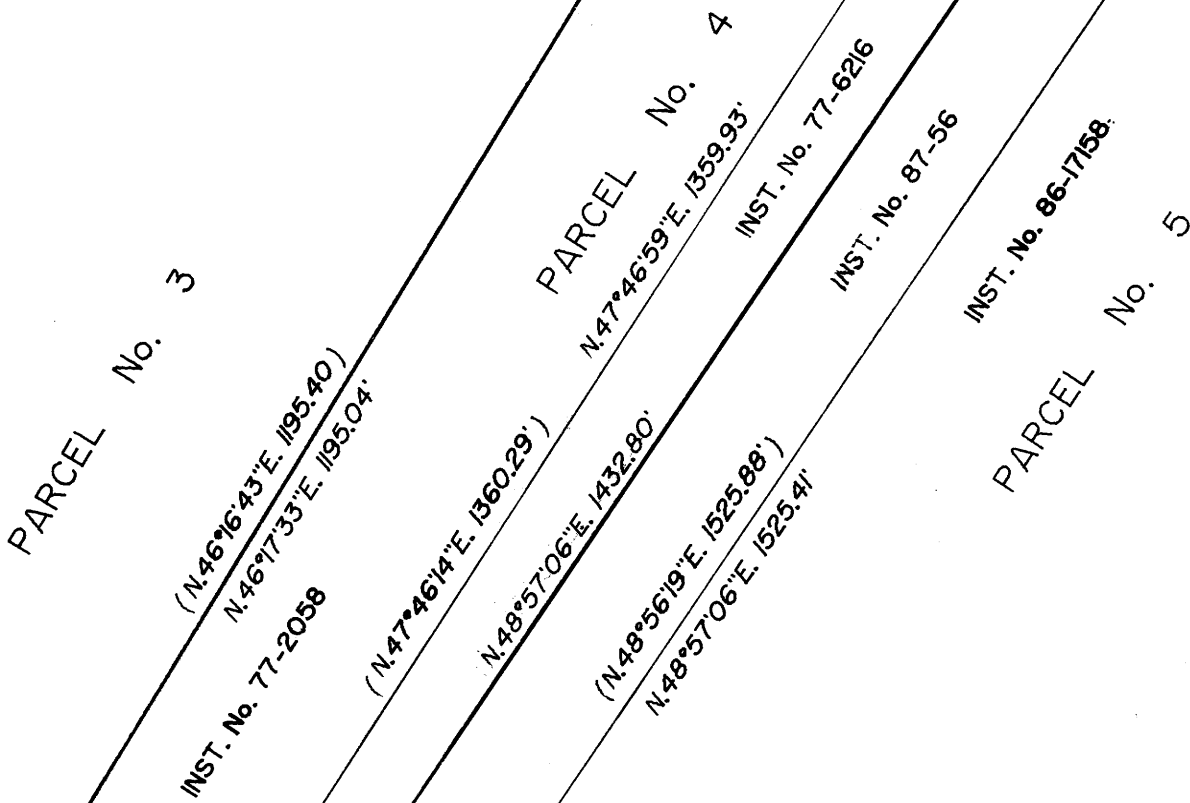 PARCEL No. 3
(N.46°16'43"E. 1195.40)
N.46°17'33"E. 1195.04'
INST. No. 77-2058
PARCEL No. 4
N.47°46'59"E. 1359.93'
(N.47°46'14"E. 1360.29')
INST. No. 77-6216
N.48°57'06"E. 1432.80'
INST. No. 87-56
(N.48°56'19"E. 1525.88')
N.48°57'06"E. 1525.41'
INST. No. 86-17158
PARCEL No. 5